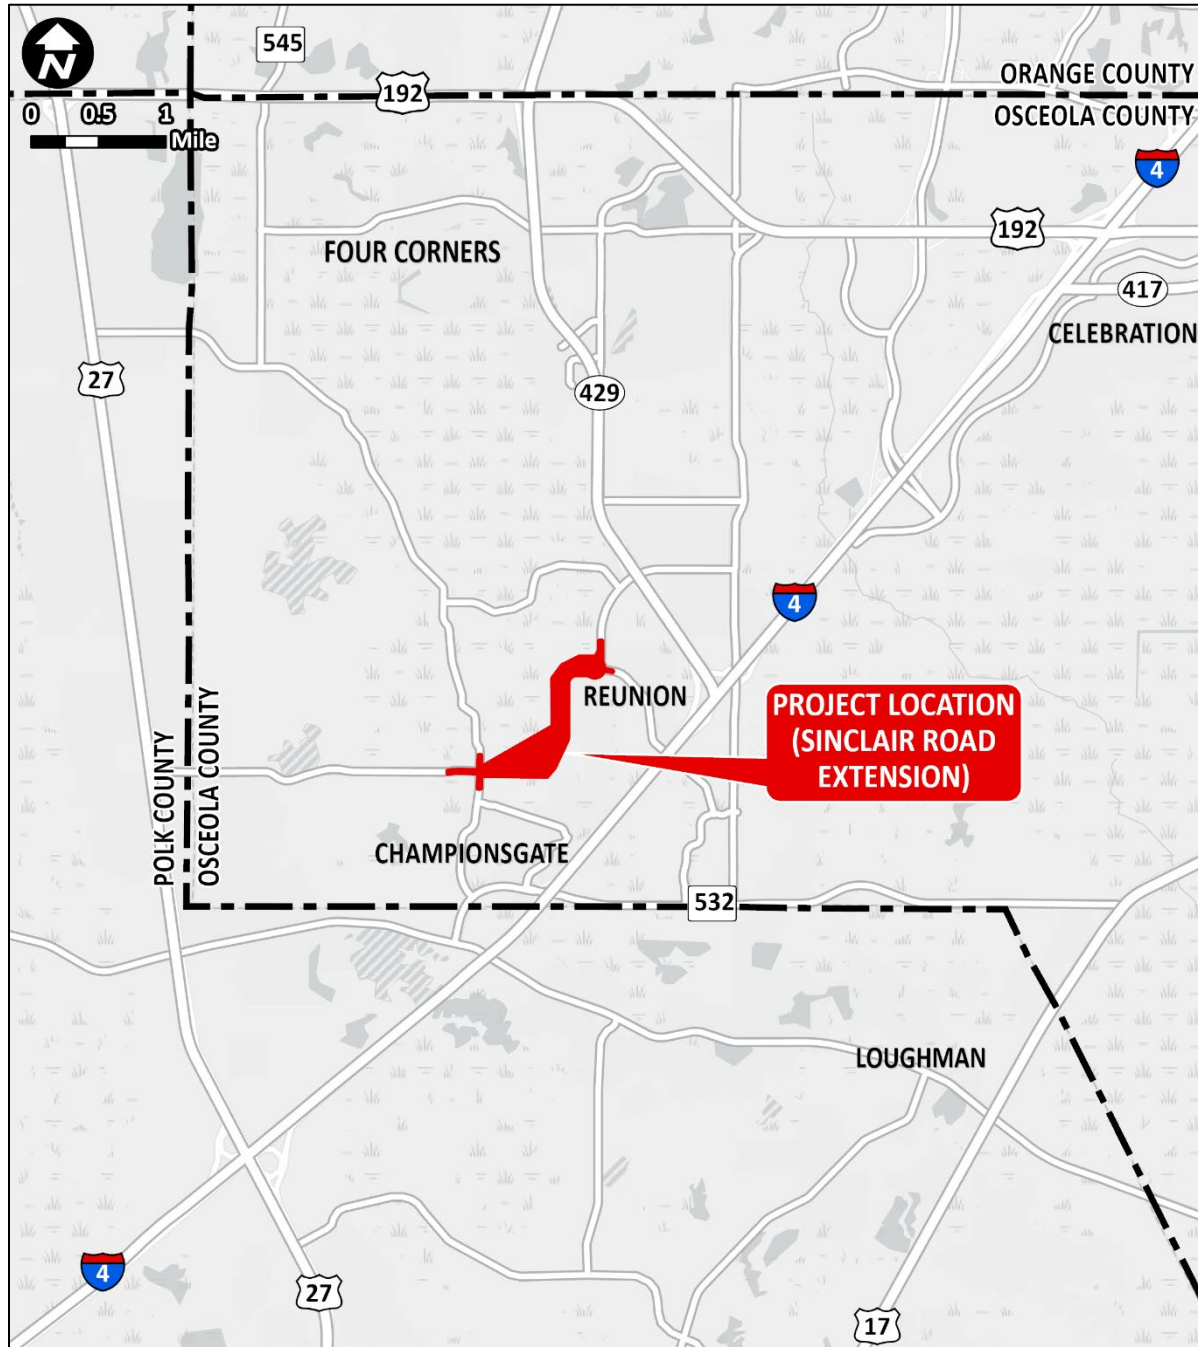 545
N
192
ORANGE COUNTY
OSCEOLA COUNTY
0 0.5 1
Mile
4
192
FOUR CORNERS
417
CELEBRATION
27
429
4
REUNION
PROJECT LOCATION
(SINCLAIR ROAD
EXTENSION)
POLK COUNTY
OSCEOLA COUNTY
CHAMPIONSGATE
532
LOUGHMAN
4
27
17